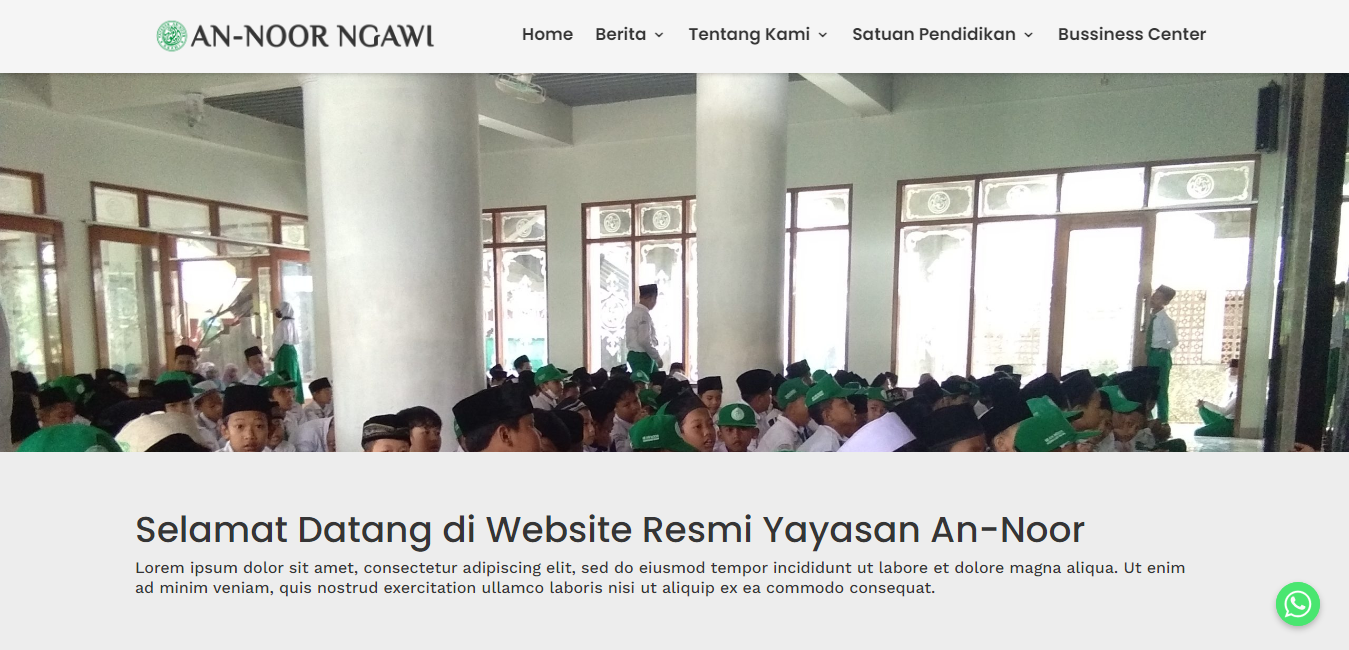 AN-NOOR NGAWI
Home Berita Tentang Kami Satuan Pendidikan Bussiness Center
Selamat Datang di Website Resmi Yayasan An-Noor
Lorem ipsum dolor sit amet, consectetur adipiscing elit, sed do eiusmod tempor incididunt ut labore et dolore magna aliqua. Ut enim
ad minim veniam, quis nostrud exercitation ullamco laboris nisi ut aliquip ex ea commodo consequat.